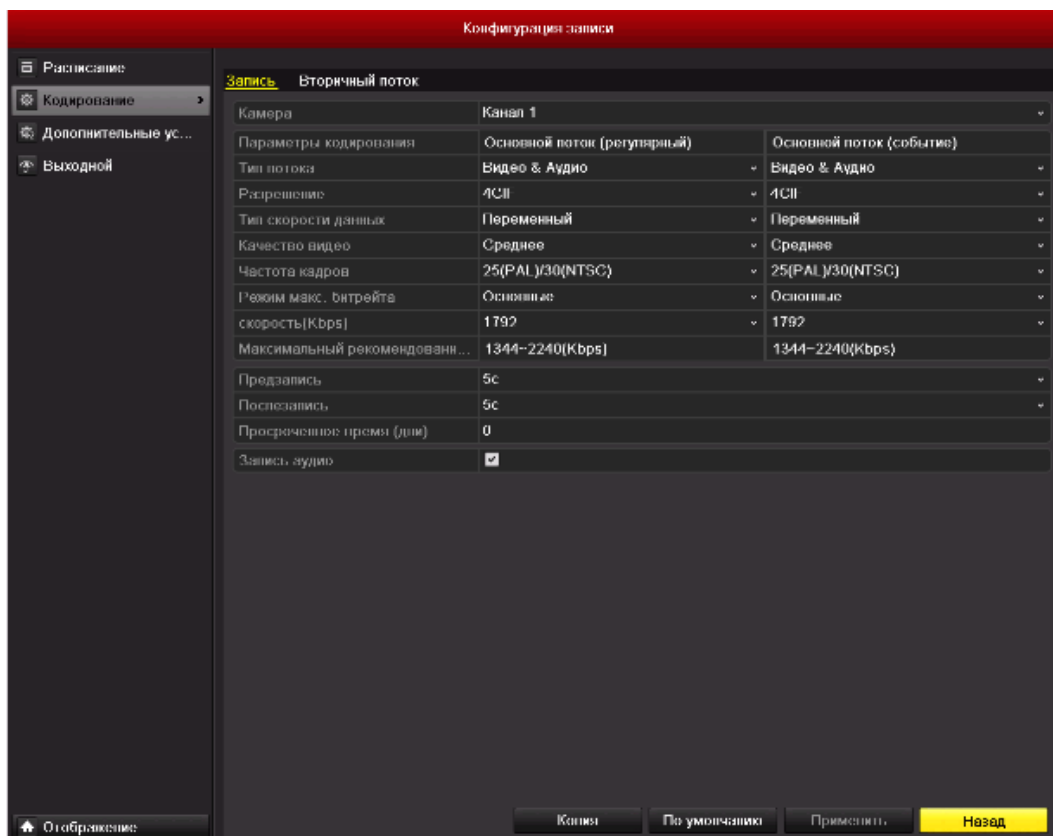 Конфигурация записи
Расписание
Кодирование
Дополнительные ус...
Выходной
Отображение
Запись Вторичный поток
Камера Канал 1
Параметры кодирования Основной поток (регулярный) Основной поток (событие)
Тип потока Видео & Аудио Видео & Аудио
Разрешение 4CIF 4CIF
Тип скорости данных Переменный Переменный
Качество видео Среднее Среднее
Частота кадров 25(PAL)/30(NTSC) 25(PAL)/30(NTSC)
Режим макс. битрейта Основные Основные
скорость(Kbps) 1792 1792
Максимальный рекомендованн... 1344~2240(Kbps) 1344~2240(Kbps)
Предзапись 5с
Послезапись 5с
Просроченное время (дни) 0
Запись аудио
Копия По умолчанию Применить Назад